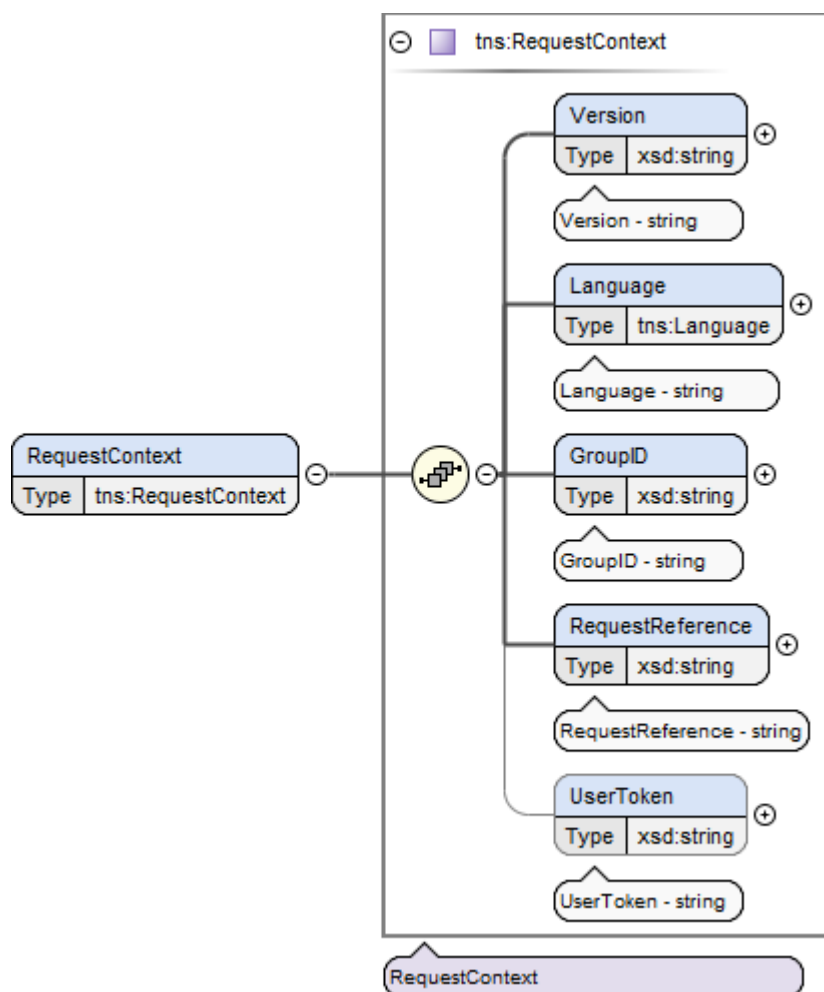 tns:RequestContext
Version
Type xsd:string
Version - string
Language
Type tns:Language
Language - string
RequestContext
Type tns:RequestContext
GroupID
Type xsd:string
GroupID - string
RequestReference
Type xsd:string
RequestReference - string
UserToken
Type xsd:string
UserToken - string
RequestContext